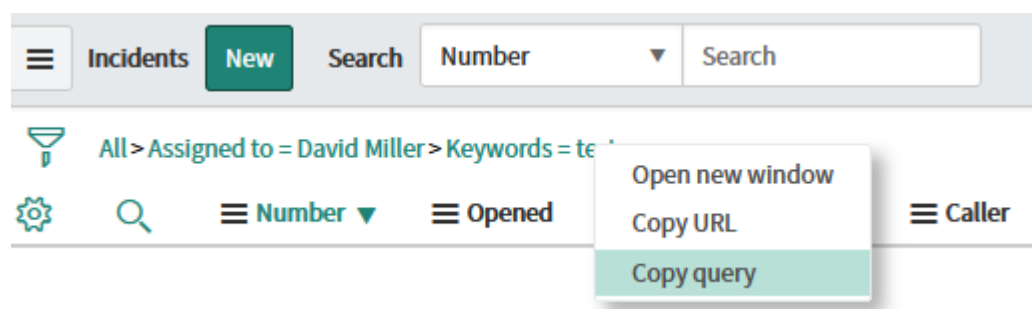 Incidents New Search Number Search
All > Assigned to = David Miller > Keywords =
Open new window
Number Opened Caller
Copy URL
Copy query